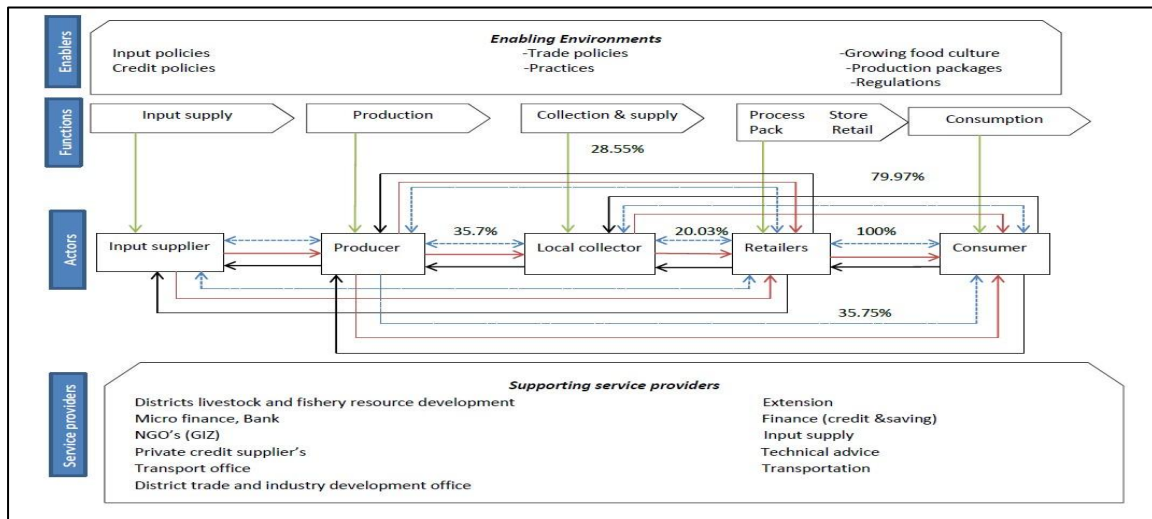 Enablers
Enabling Environments
Input policies
-Trade policies
-Growing food culture
Credit policies
-Practices
-Production packages
-Regulations
Functions
Input supply
Production
Collection & supply
Process Store
Pack Retail
Consumption
28.55%
79.97%
Actors
Input supplier
Producer
35.7%
Local collector
20.03%
Retailers
100%
Consumer
35.75%
Service providers
Supporting service providers
Districts livestock and fishery resource development
Micro finance, Bank
NGO's (GIZ)
Private credit supplier's
Transport office
District trade and industry development office
Extension
Finance (credit &saving)
Input supply
Technical advice
Transportation